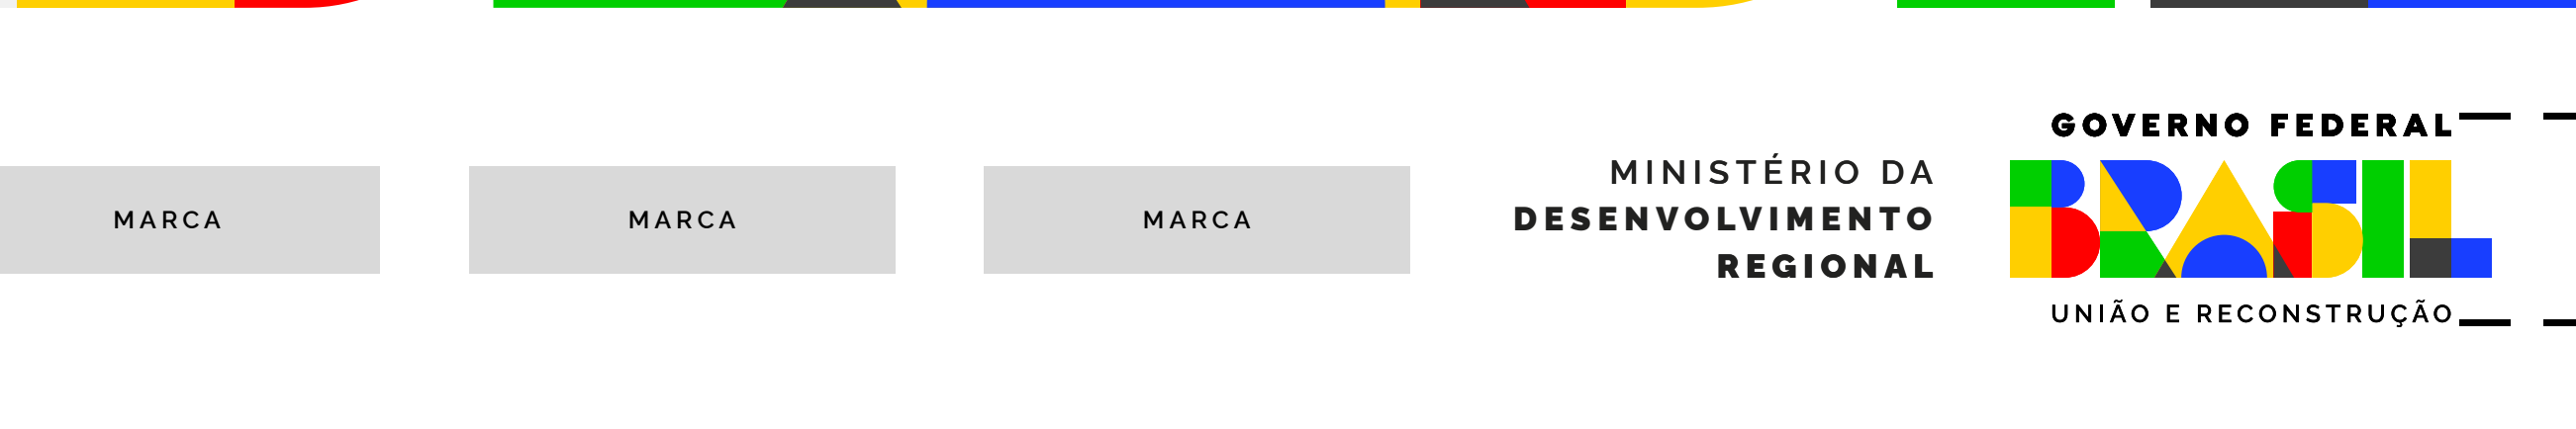 MARCA
MARCA
MARCA
MINISTÉRIO DA
DESENVOLVIMENTO
REGIONAL
GOVERNO FEDERAL
BRASIL
UNIÃO E RECONSTRUÇÃO